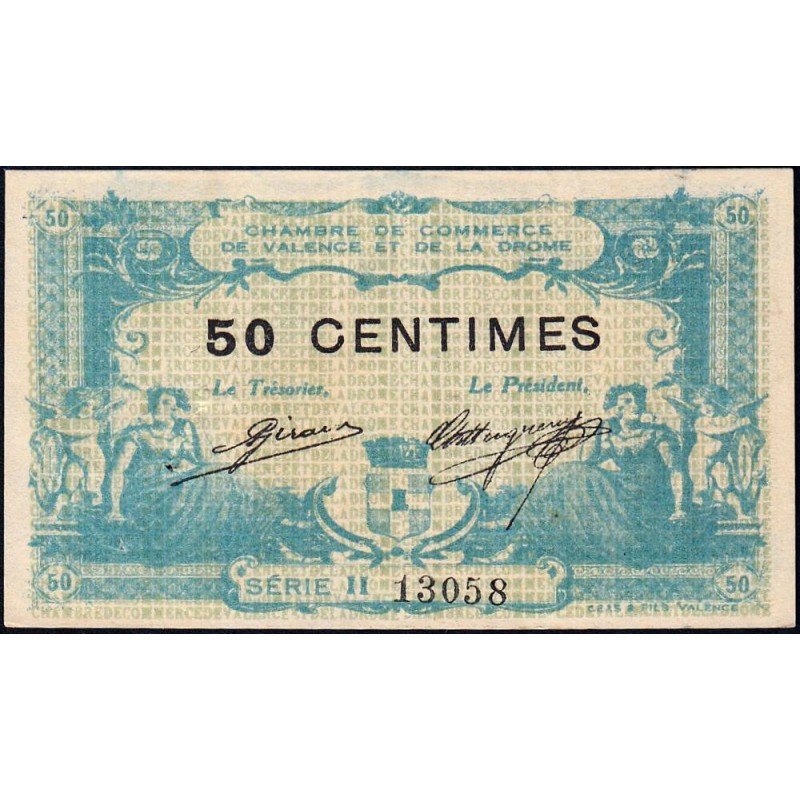 50 50
CHAMBRE DE COMMERCE
DE VALENCE ET DE LA DROME
50 CENTIMES
Le Trésorier, Le Président,
50 SÉRIE II 13058 50
CHAMBREDECOMMERCEDEVALENCEETDELADROME
& FILS VALENCE